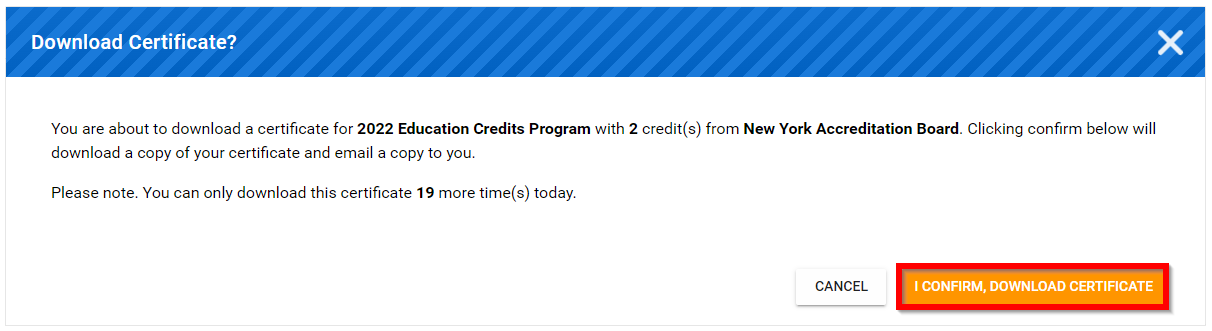 Download Certificate?
You are about to download a certificate for 2022 Education Credits Program with 2 credit(s) from New York Accreditation Board. Clicking confirm below will
download a copy of your certificate and email a copy to you.
Please note. You can only download this certificate 19 more time(s) today.
CANCEL
I CONFIRM, DOWNLOAD CERTIFICATE